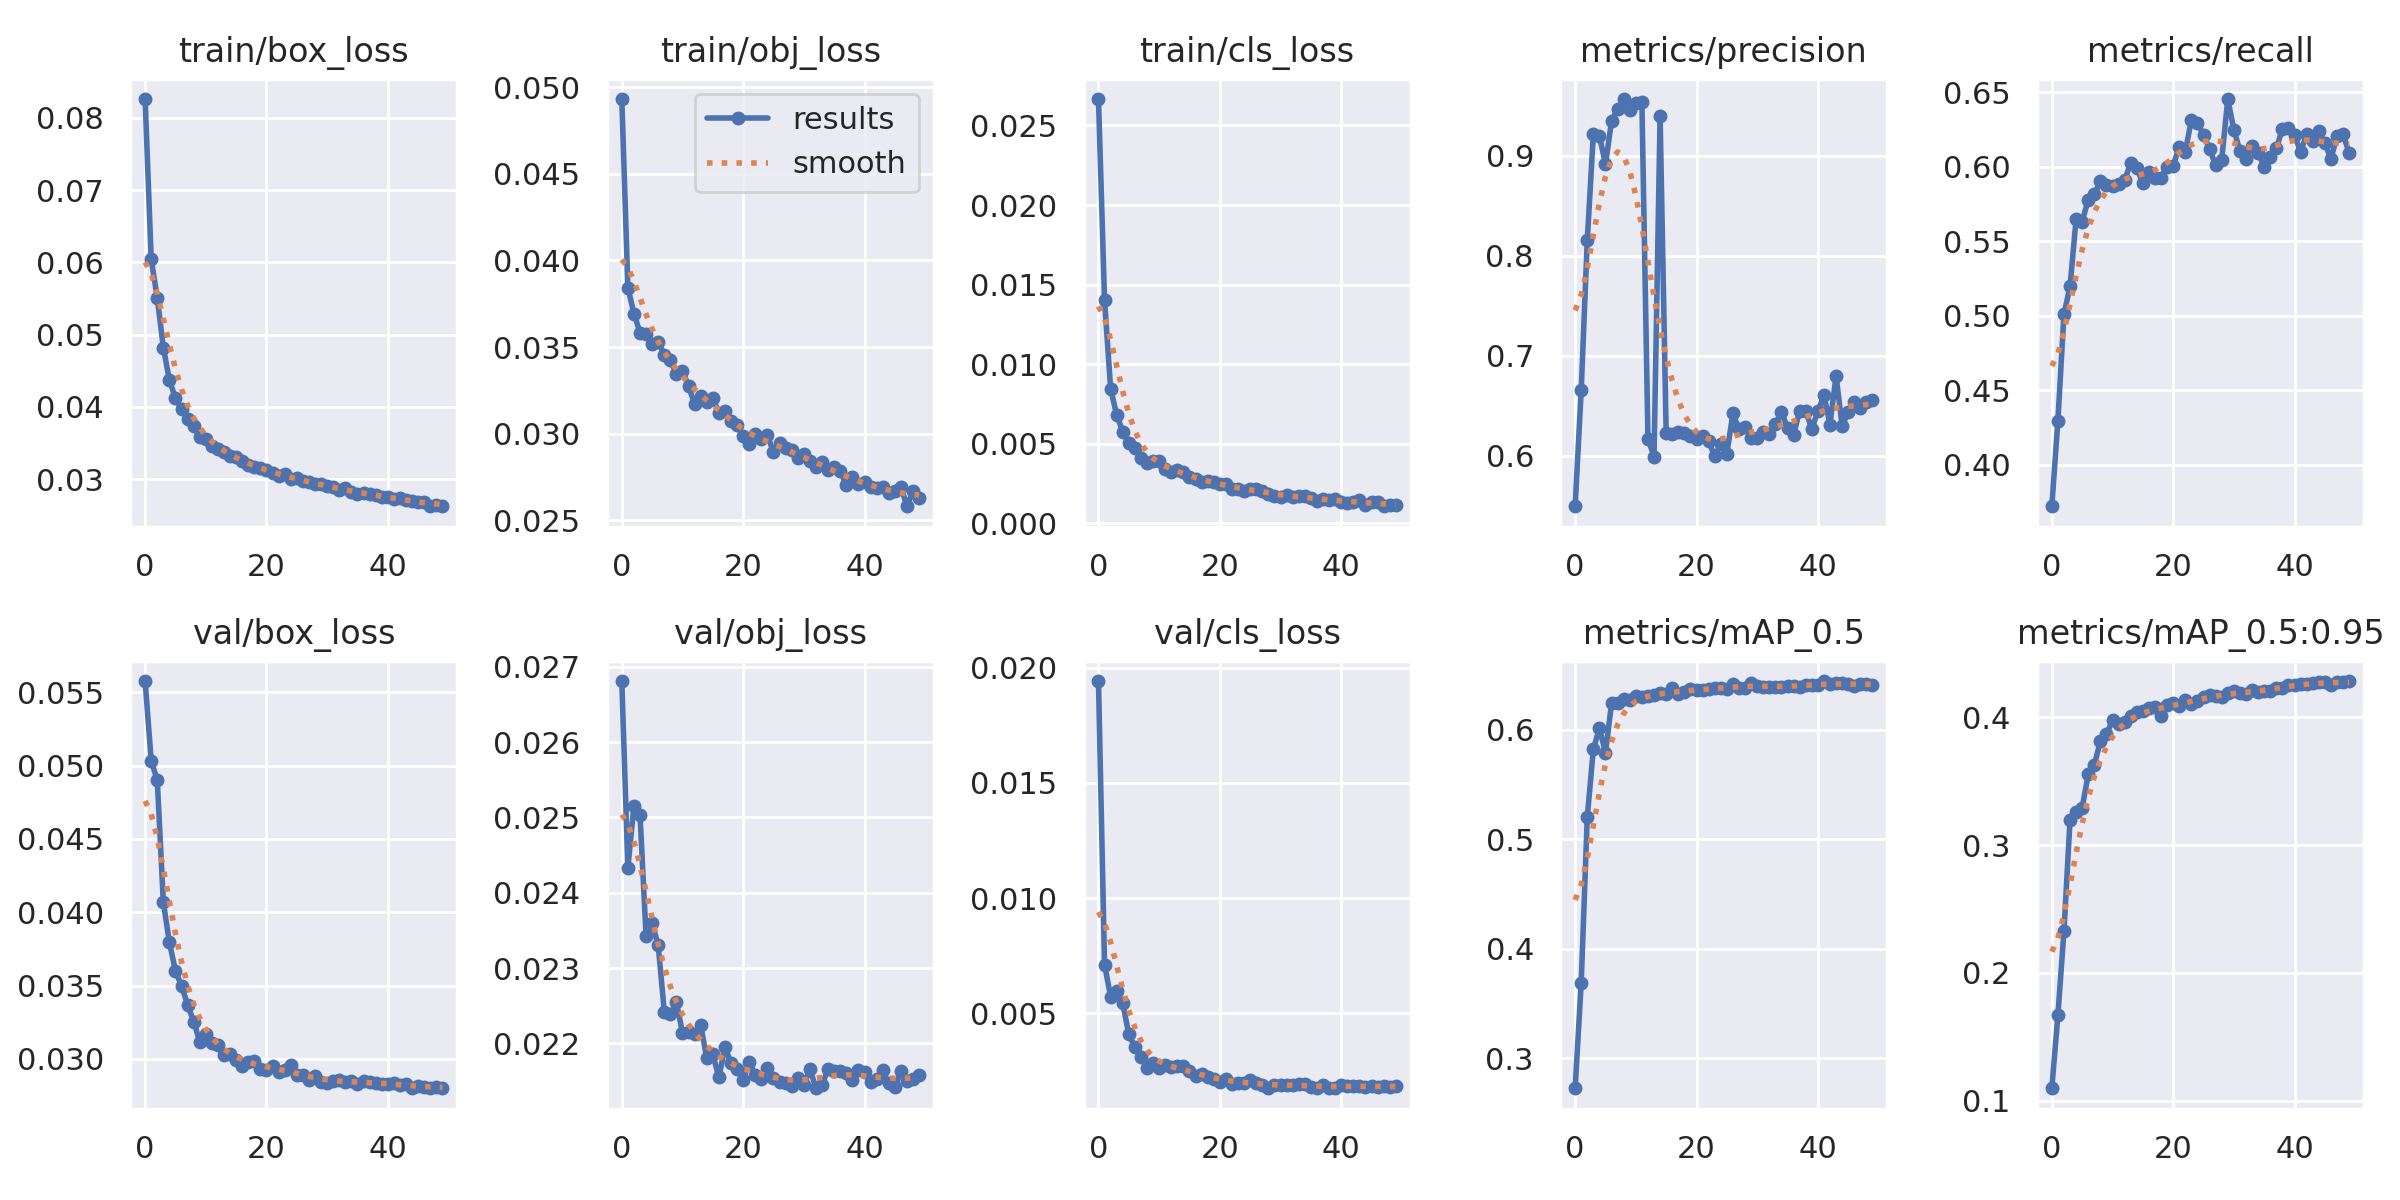 train/box_loss
0.08
0.07
0.06
0.05
0.04
0.03
0 20 40
train/obj_loss
results
smooth
0.050
0.045
0.040
0.035
0.030
0.025
0 20 40
train/cls_loss
0.025
0.020
0.015
0.010
0.005
0.000
0 20 40
metrics/precision
0.9
0.8
0.7
0.6
0 20 40
metrics/recall
0.65
0.60
0.55
0.50
0.45
0.40
0 20 40
val/box_loss
0.055
0.050
0.045
0.040
0.035
0.030
0 20 40
val/obj_loss
0.027
0.026
0.025
0.024
0.023
0.022
0 20 40
val/cls_loss
0.020
0.015
0.010
0.005
0 20 40
metrics/mAP_0.5
0.6
0.5
0.4
0.3
0 20 40
metrics/mAP_0.5:0.95
0.4
0.3
0.2
0.1
0 20 40